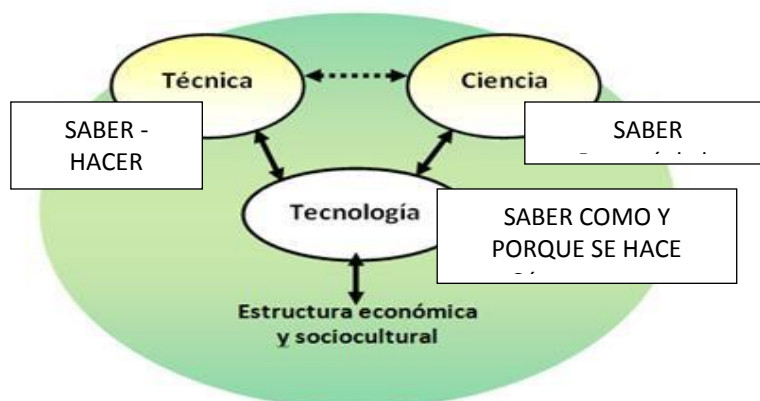 Técnica
Ciencia
SABER -
HACER
SABER
Tecnología
SABER COMO Y
PORQUE SE HACE
Estructura económica
y sociocultural